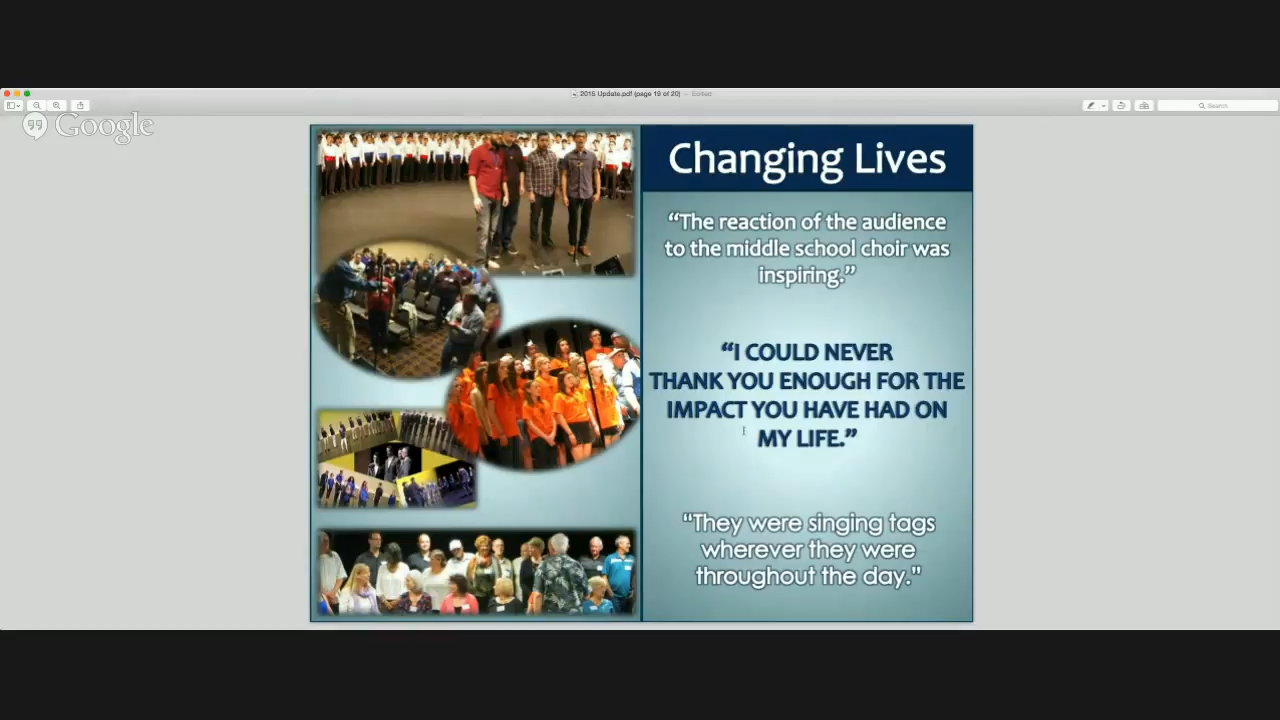 2015 Update.pdf (page 19 of 20) — Edited
Search
Google
Changing Lives
“The reaction of the audience
to the middle school choir was
inspiring.”
“I COULD NEVER
THANK YOU ENOUGH FOR THE
IMPACT YOU HAVE HAD ON
MY LIFE.”
“They were singing tags
wherever they were
throughout the day.”